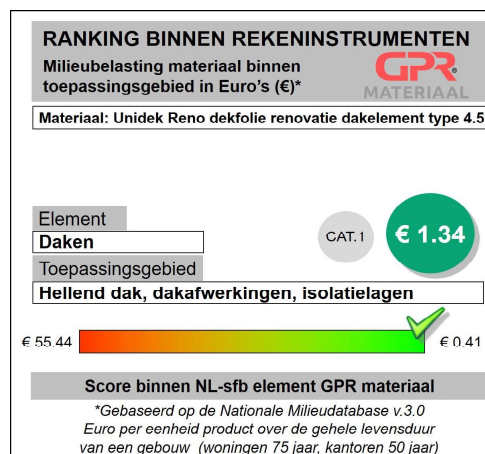 RANKING BINNEN REKENINSTRUMENTEN
Milieubelasting materiaal binnen
toepassingsgebied in Euro's (€)*
GPR®
MATERIAAL
Materiaal: Unidek Reno dekfolie renovatie dakelement type 4.5
Element
Daken
CAT.1
€ 1.34
Toepassingsgebied
Hellend dak, dakafwerkingen, isolatielagen
€ 55.44
€ 0.41
Score binnen NL-sfb element GPR materiaal
*Gebaseerd op de Nationale Milieudatabase v.3.0
Euro per eenheid product over de gehele levensduur
van een gebouw (woningen 75 jaar, kantoren 50 jaar)